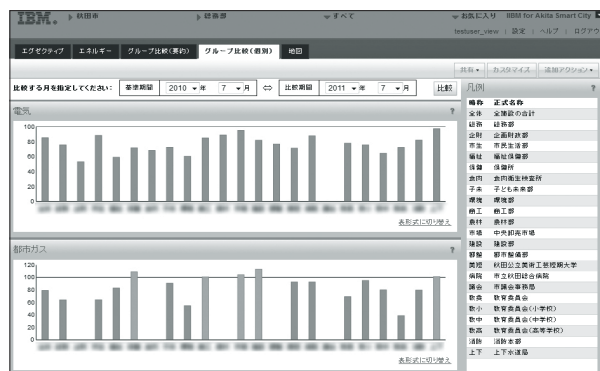 IBM. ▶ 秋田市 ▶ 総務部 ▼ すべて ▼ お気に入り IBM for Akita Smart City
testuser_view | 設定 | ヘルプ | ログアウ
エグゼクティブ エネルギー グループ比較(要約) グループ比較(個別) 地図
共有▼ カスタマイズ 追加アクション▼
比較する月を指定してください: 基準期間 2010 ▼年 7 ▼月 ⇔ 比較期間 2011 ▼年 7 ▼月 比較
電気 ?
100
80
60
40
20
0
表形式に切り替え
都市ガス ?
120
100
80
60
40
20
0
表形式に切り替え
凡例 ?
略称 正式名称
全体 全施設の合計
総務 総務部
企財 企画財政部
市生 市民生活部
福祉 福祉保健部
保健 保健所
食肉 食肉衛生検査所
子未 子ども未来部
環境 環境部
商工 商工部
農林 農林部
市場 中央卸売市場
建設 建設部
都整 都市整備部
美短 秋田公立美術工芸短期大学
病院 市立秋田総合病院
議会 市議会事務局
教委 教育委員会
教小 教育委員会(小学校)
教中 教育委員会(中学校)
教高 教育委員会(高等学校)
消防 消防本部
上下 上下水道局